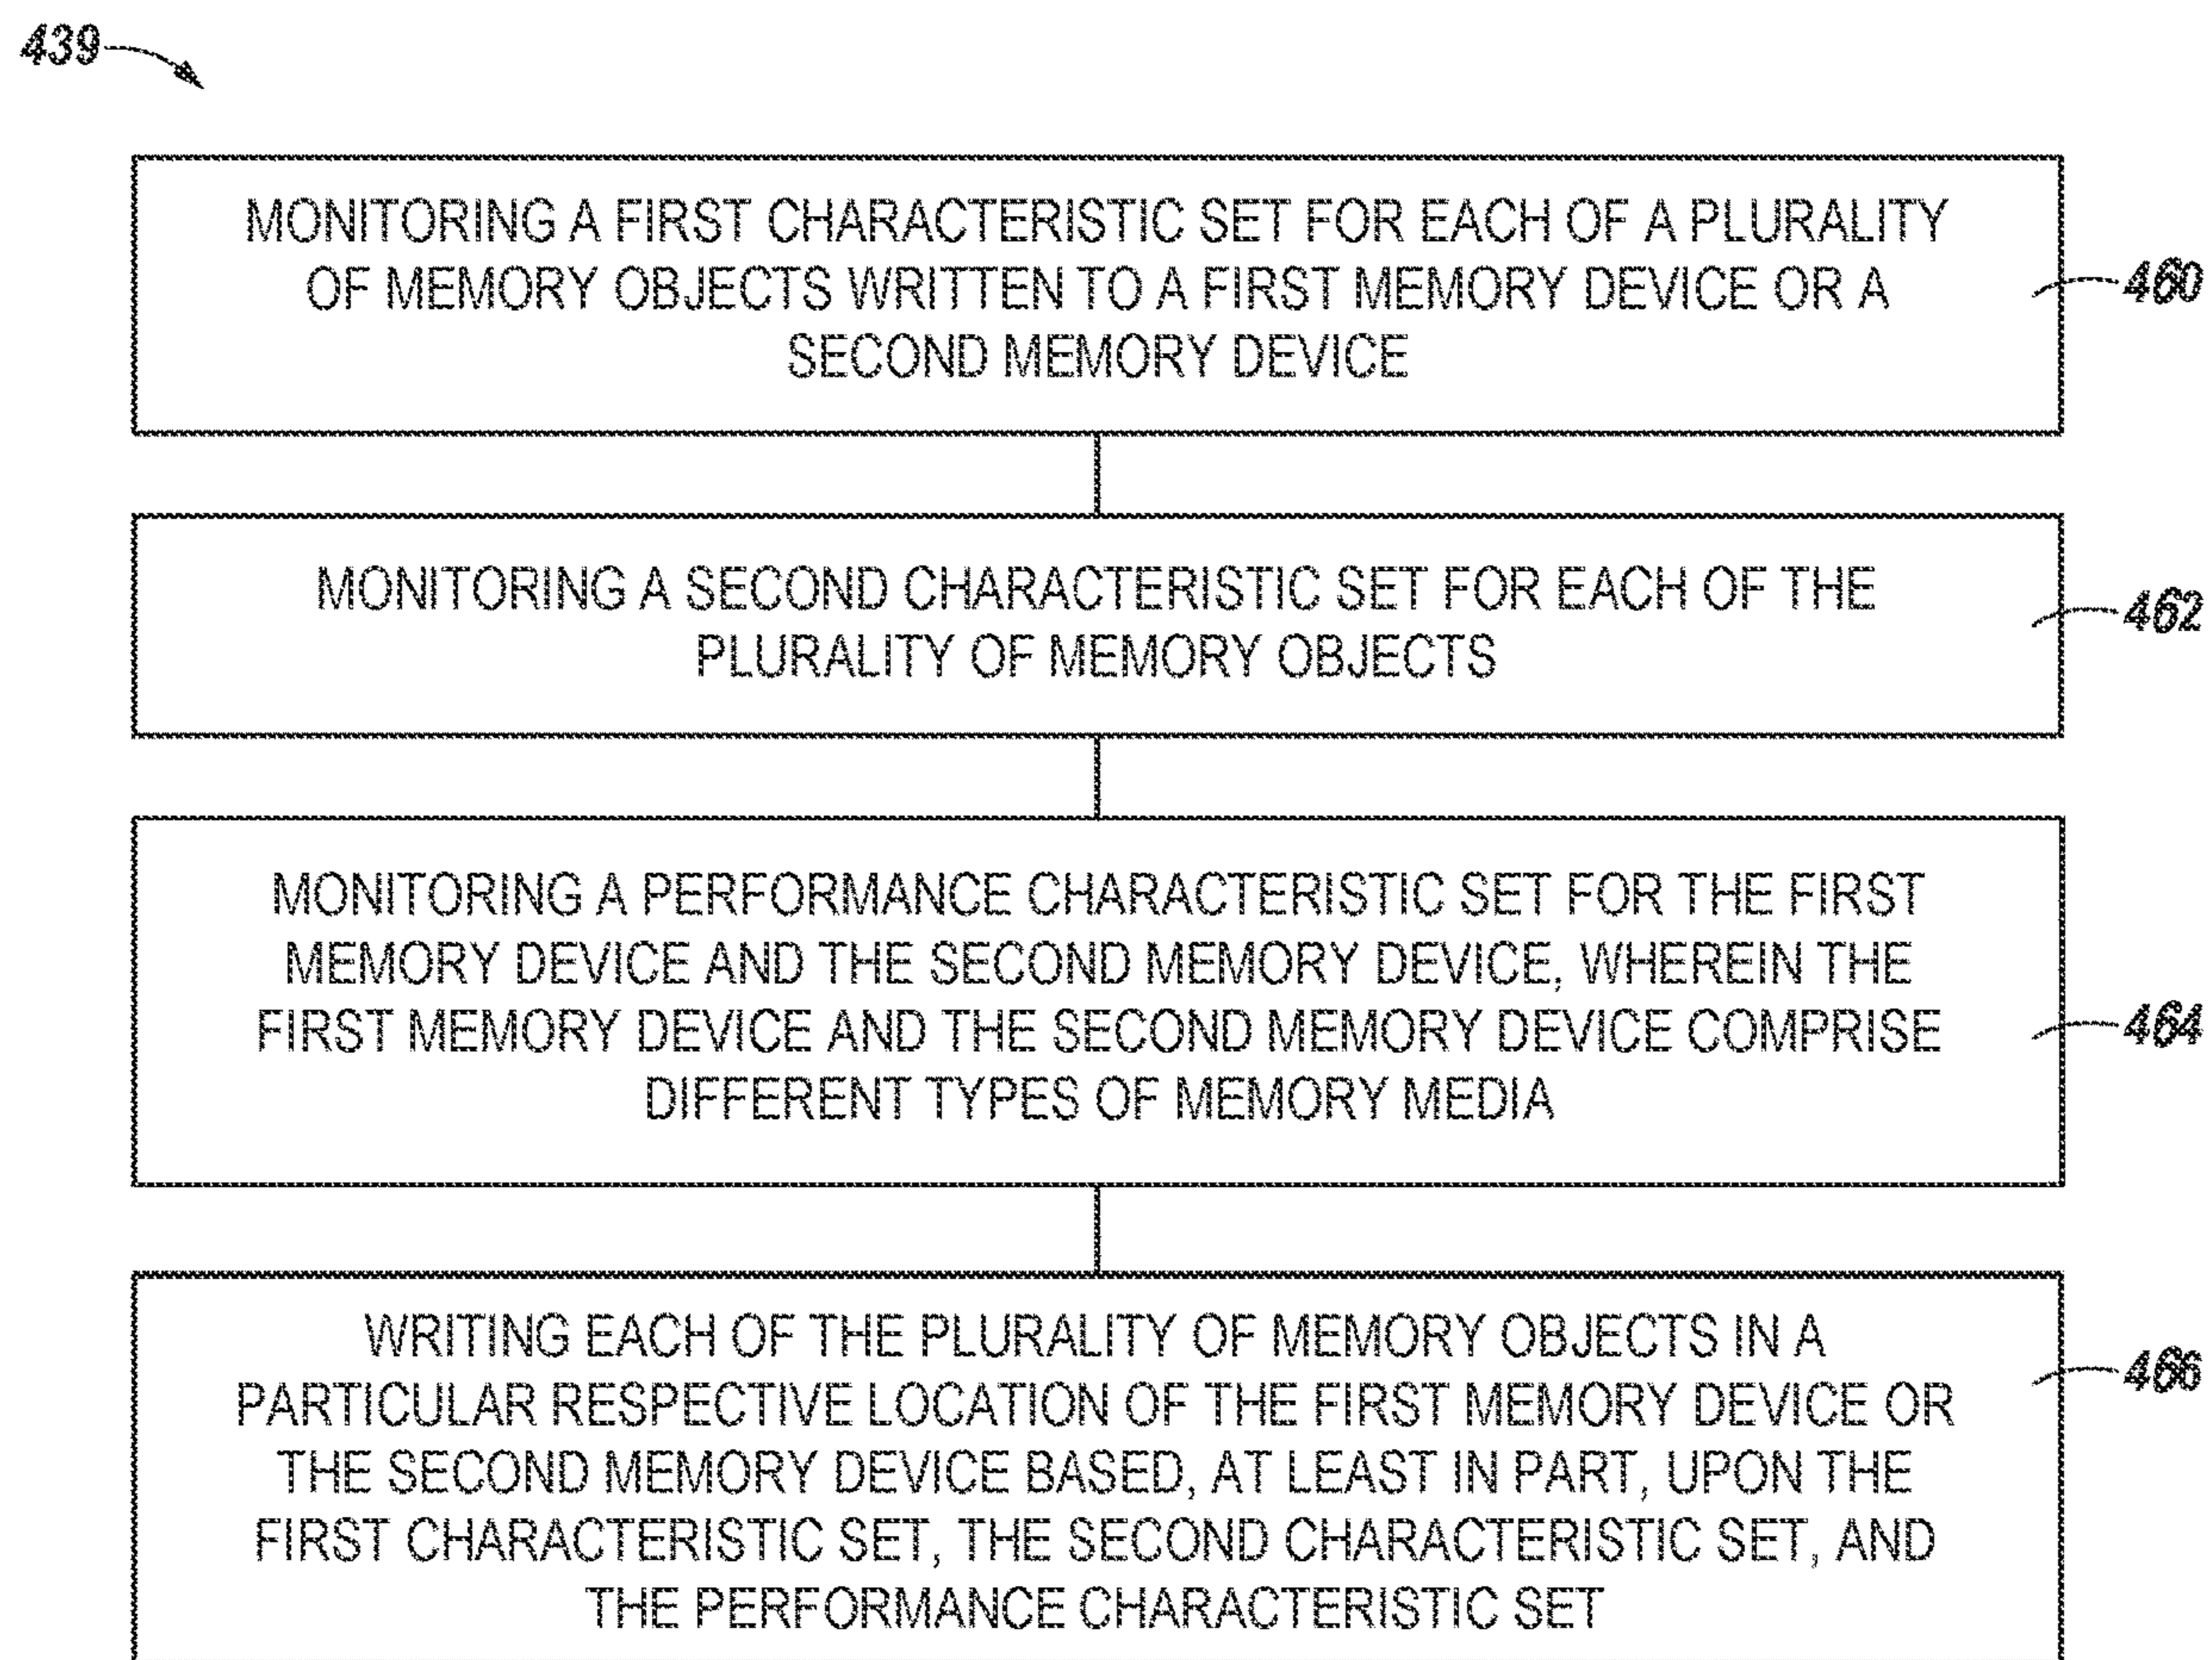 439
MONITORING A FIRST CHARACTERISTIC SET FOR EACH OF A PLURALITY
OF MEMORY OBJECTS WRITTEN TO A FIRST MEMORY DEVICE OR A
SECOND MEMORY DEVICE
460
MONITORING A SECOND CHARACTERISTIC SET FOR EACH OF THE
PLURALITY OF MEMORY OBJECTS
462
MONITORING A PERFORMANCE CHARACTERISTIC SET FOR THE FIRST
MEMORY DEVICE AND THE SECOND MEMORY DEVICE, WHEREIN THE
FIRST MEMORY DEVICE AND THE SECOND MEMORY DEVICE COMPRISE
DIFFERENT TYPES OF MEMORY MEDIA
464
WRITING EACH OF THE PLURALITY OF MEMORY OBJECTS IN A
PARTICULAR RESPECTIVE LOCATION OF THE FIRST MEMORY DEVICE OR
THE SECOND MEMORY DEVICE BASED, AT LEAST IN PART, UPON THE
FIRST CHARACTERISTIC SET, THE SECOND CHARACTERISTIC SET, AND
THE PERFORMANCE CHARACTERISTIC SET
466